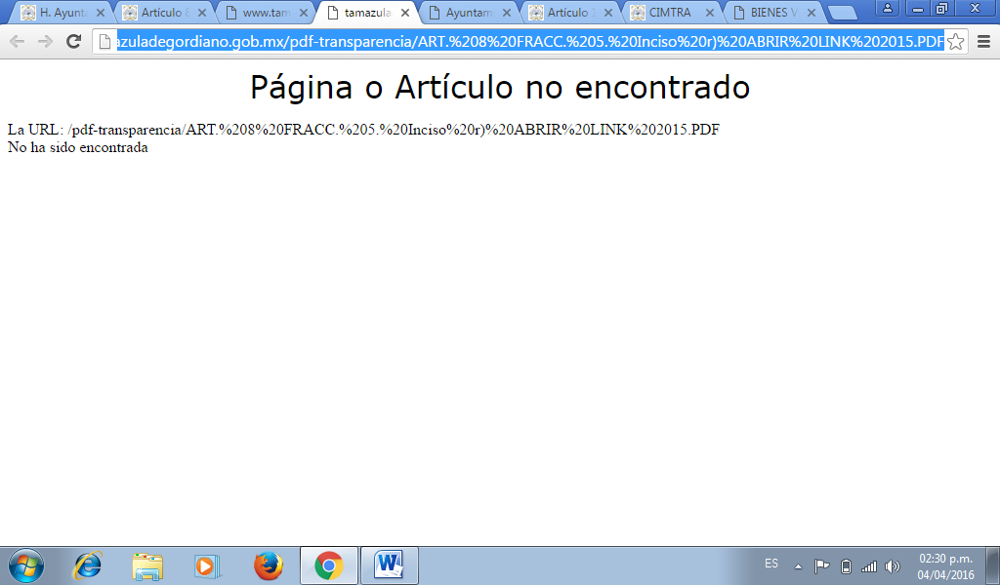 H. Ayunt
Artículo 8
www.tam
tamazula
Ayuntam
Artículo 1
CIMTRA
BIENES V
azuladegordiano.gob.mx/pdf-transparencia/ART.%208%20FRACC.%205.%20Inciso%20r)%20ABRIR%20LINK%202015.PDF
Página o Artículo no encontrado
La URL: /pdf-transparencia/ART.%208%20FRACC.%205.%20Inciso%20r)%20ABRIR%20LINK%202015.PDF
No ha sido encontrada
ES
02:30 p.m.
04/04/2016